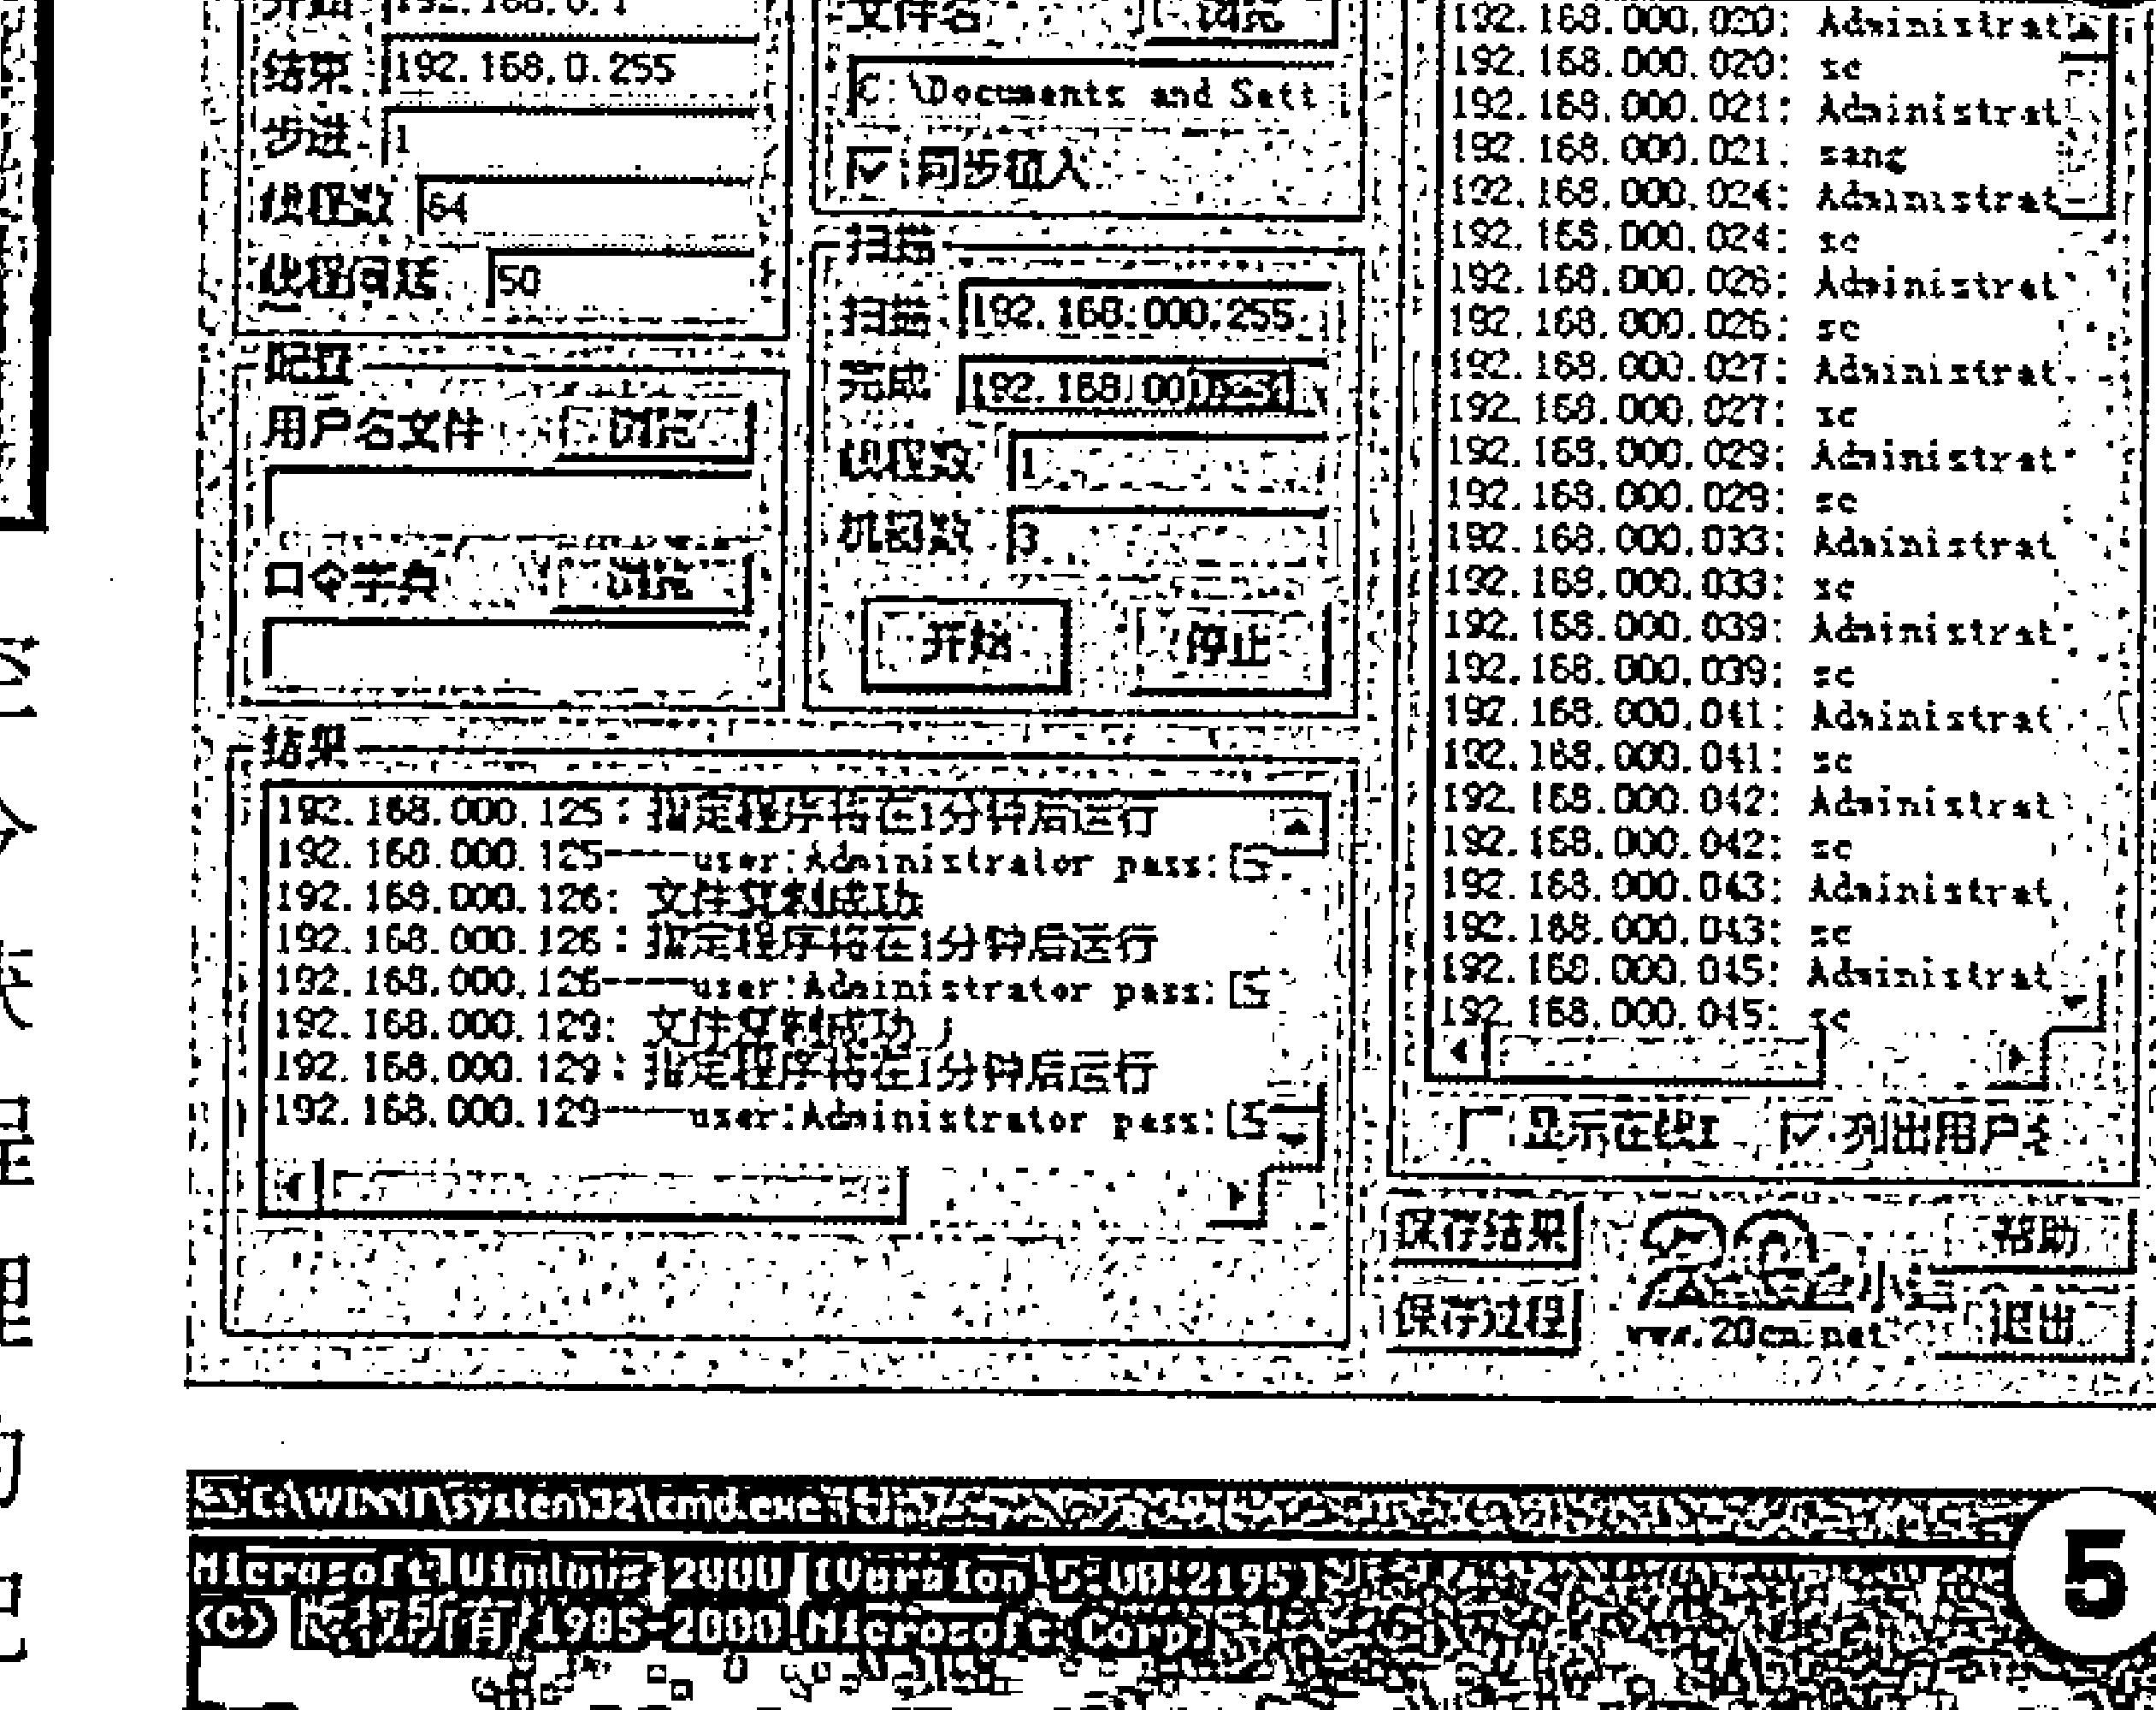 开始 192.168.0.1
结束 192.168.0.255
步进 1
线程数 64
线程间延 50
配置
用户名文件 浏览
口令字典 浏览
文件名 浏览
C:\Documents and Sett
同步植入
扫描
扫描 192.168.000.255
完成 192.168.000.254
线程数 1
机器数 3
开始 停止
结果
192.168.000.125: 指定程序将在1分钟后运行
192.168.000.125----user:Administrator pass:[
192.168.000.126: 文件复制成功
192.168.000.126: 指定程序将在1分钟后运行
192.168.000.126----user:Administrator pass:[
192.168.000.129: 文件复制成功
192.168.000.129: 指定程序将在1分钟后运行
192.168.000.129----user:Administrator pass:[
192.168.000.020: Administrat
192.168.000.020: sc
192.168.000.021: Administrat
192.168.000.021: sang
192.168.000.024: Administrat
192.168.000.024: sc
192.168.000.026: Administrat
192.168.000.026: sc
192.168.000.027: Administrat
192.168.000.027: sc
192.168.000.029: Administrat
192.168.000.029: sc
192.168.000.033: Administrat
192.168.000.033: sc
192.168.000.039: Administrat
192.168.000.039: sc
192.168.000.041: Administrat
192.168.000.041: sc
192.168.000.042: Administrat
192.168.000.042: sc
192.168.000.043: Administrat
192.168.000.043: sc
192.168.000.045: Administrat
192.168.000.045: sc
显示在线 列出用户
保存结果 帮助
保存过程 www.20cn.net 退出
C:\WINNT\system32\cmd.exe
5
Microsoft Windows 2000 [Version 5.00.2195]
(C) 版权所有 1985-2000 Microsoft Corp